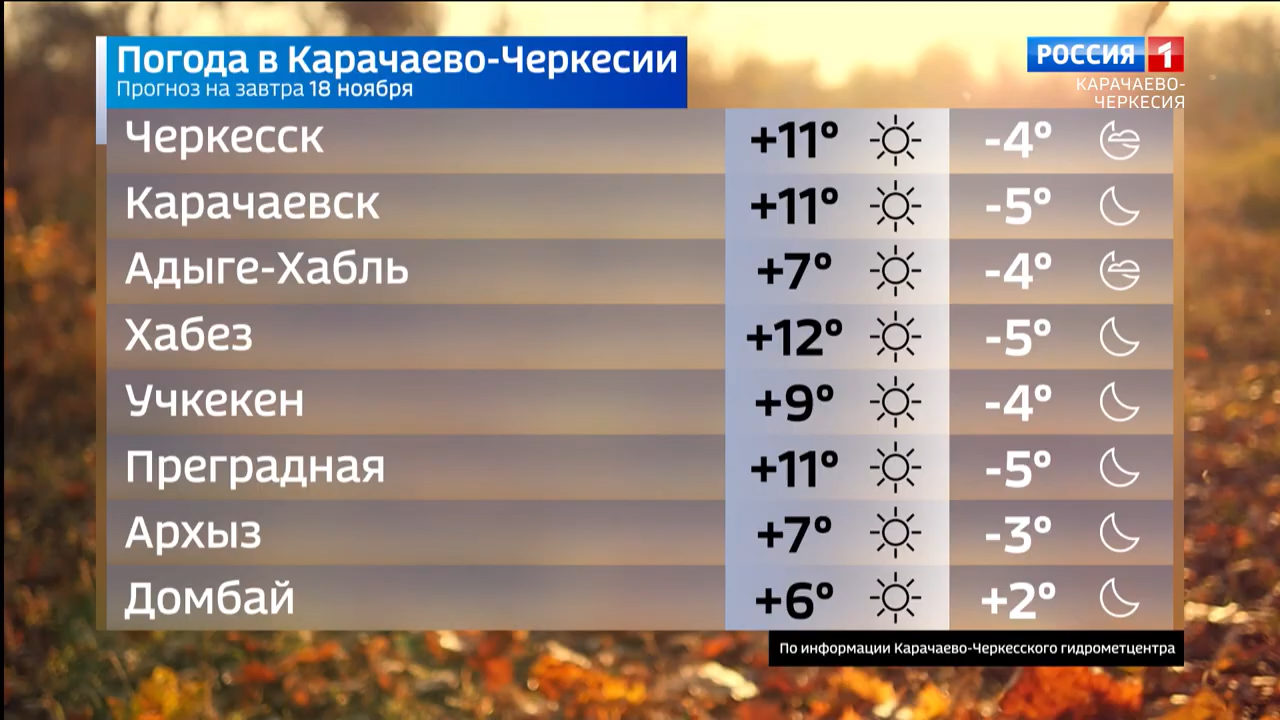 Погода в Карачаево-Черкесии
Прогноз на завтра 18 ноября
РОССИЯ 1
КАРАЧАЕВО-
ЧЕРКЕСИЯ
Черкесск +11° -4°
Карачаевск +11° -5°
Адыге-Хабль +7° -4°
Хабез +12° -5°
Учкекен +9° -4°
Преградная +11° -5°
Архыз +7° -3°
Домбай +6° +2°
По информации Карачаево-Черкесского гидрометцентра